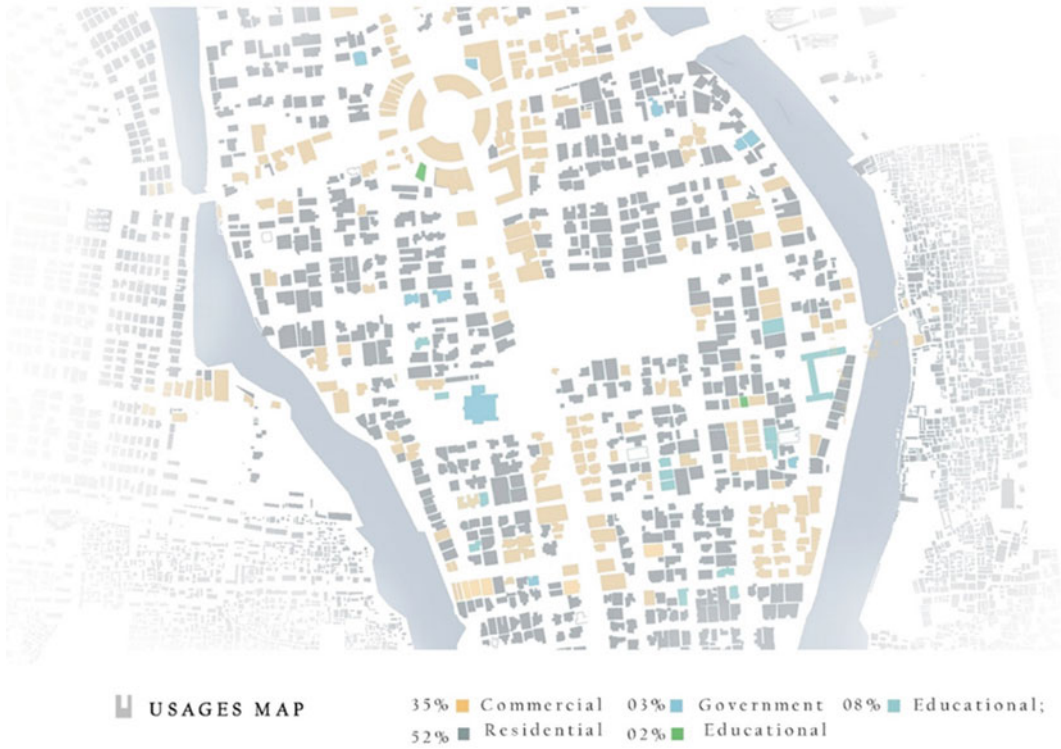 USAGES MAP
35% Commercial 03% Government 08% Educational;
52% Residential 02% Educational